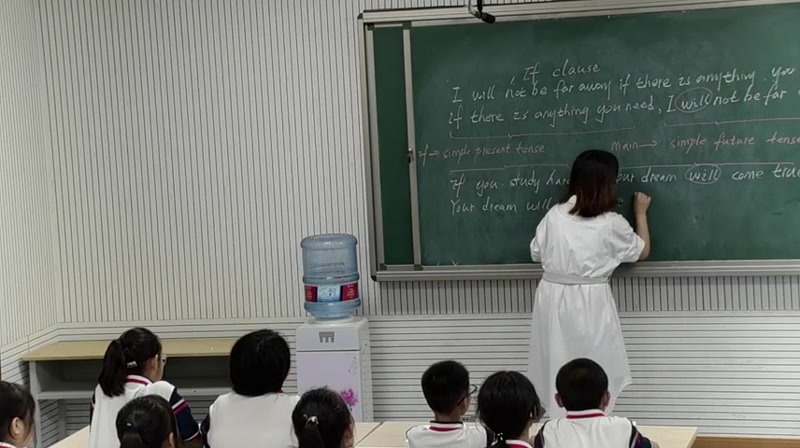 If clause
I will not be far away if there is anything you
if there is anything you need, I will not be far
If → simple present tense main → simple future tense
If you study hard your dream will come true
Your dream will